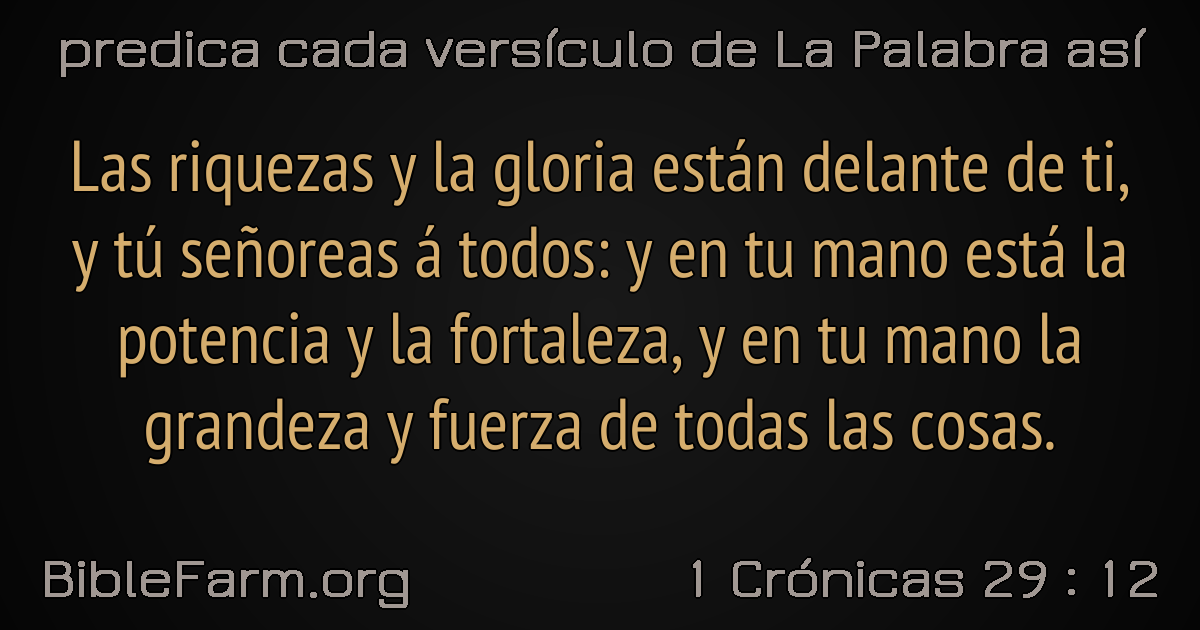 predica cada versículo de La Palabra así
Las riquezas y la gloria están delante de ti,
y tú señoreas á todos: y en tu mano está la
potencia y la fortaleza, y en tu mano la
grandeza y fuerza de todas las cosas.
BibleFarm.org
1 Crónicas 29 : 12